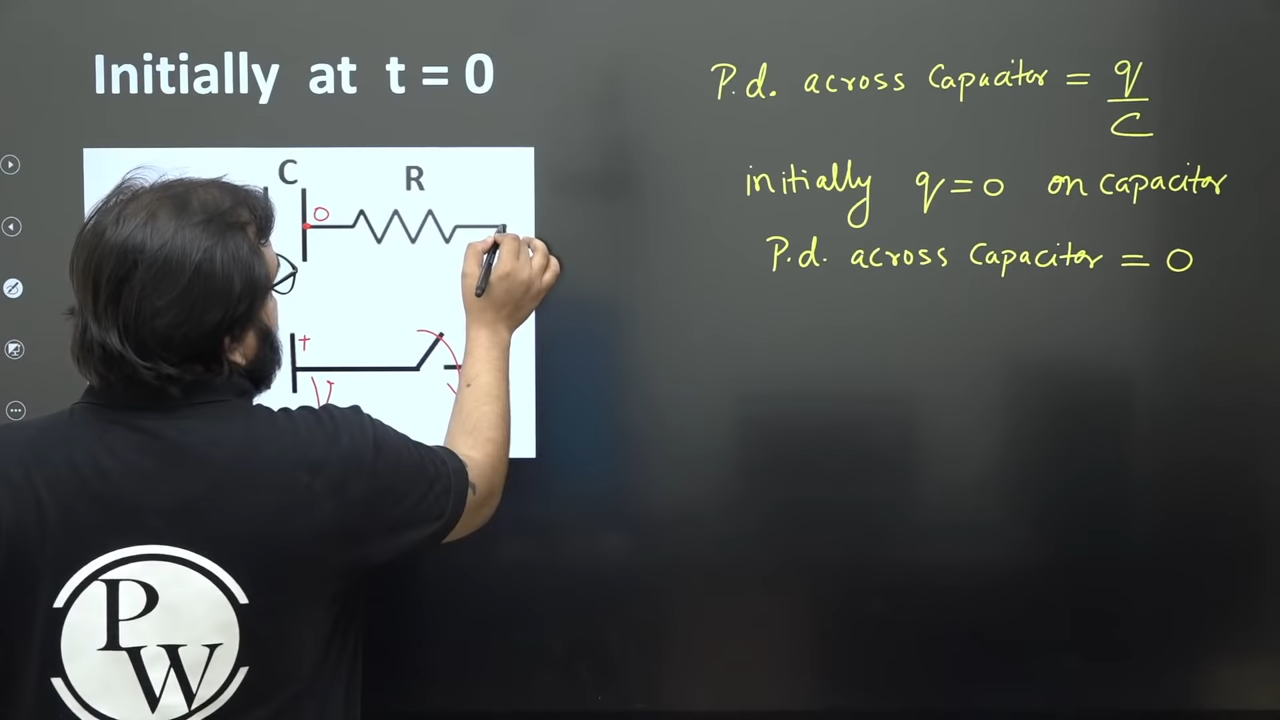 Initially at t = 0
P.d. across Capacitor = q/C
initially q = 0 on capacitor
P.d. across Capacitor = 0
C
R
0
+
V
PW